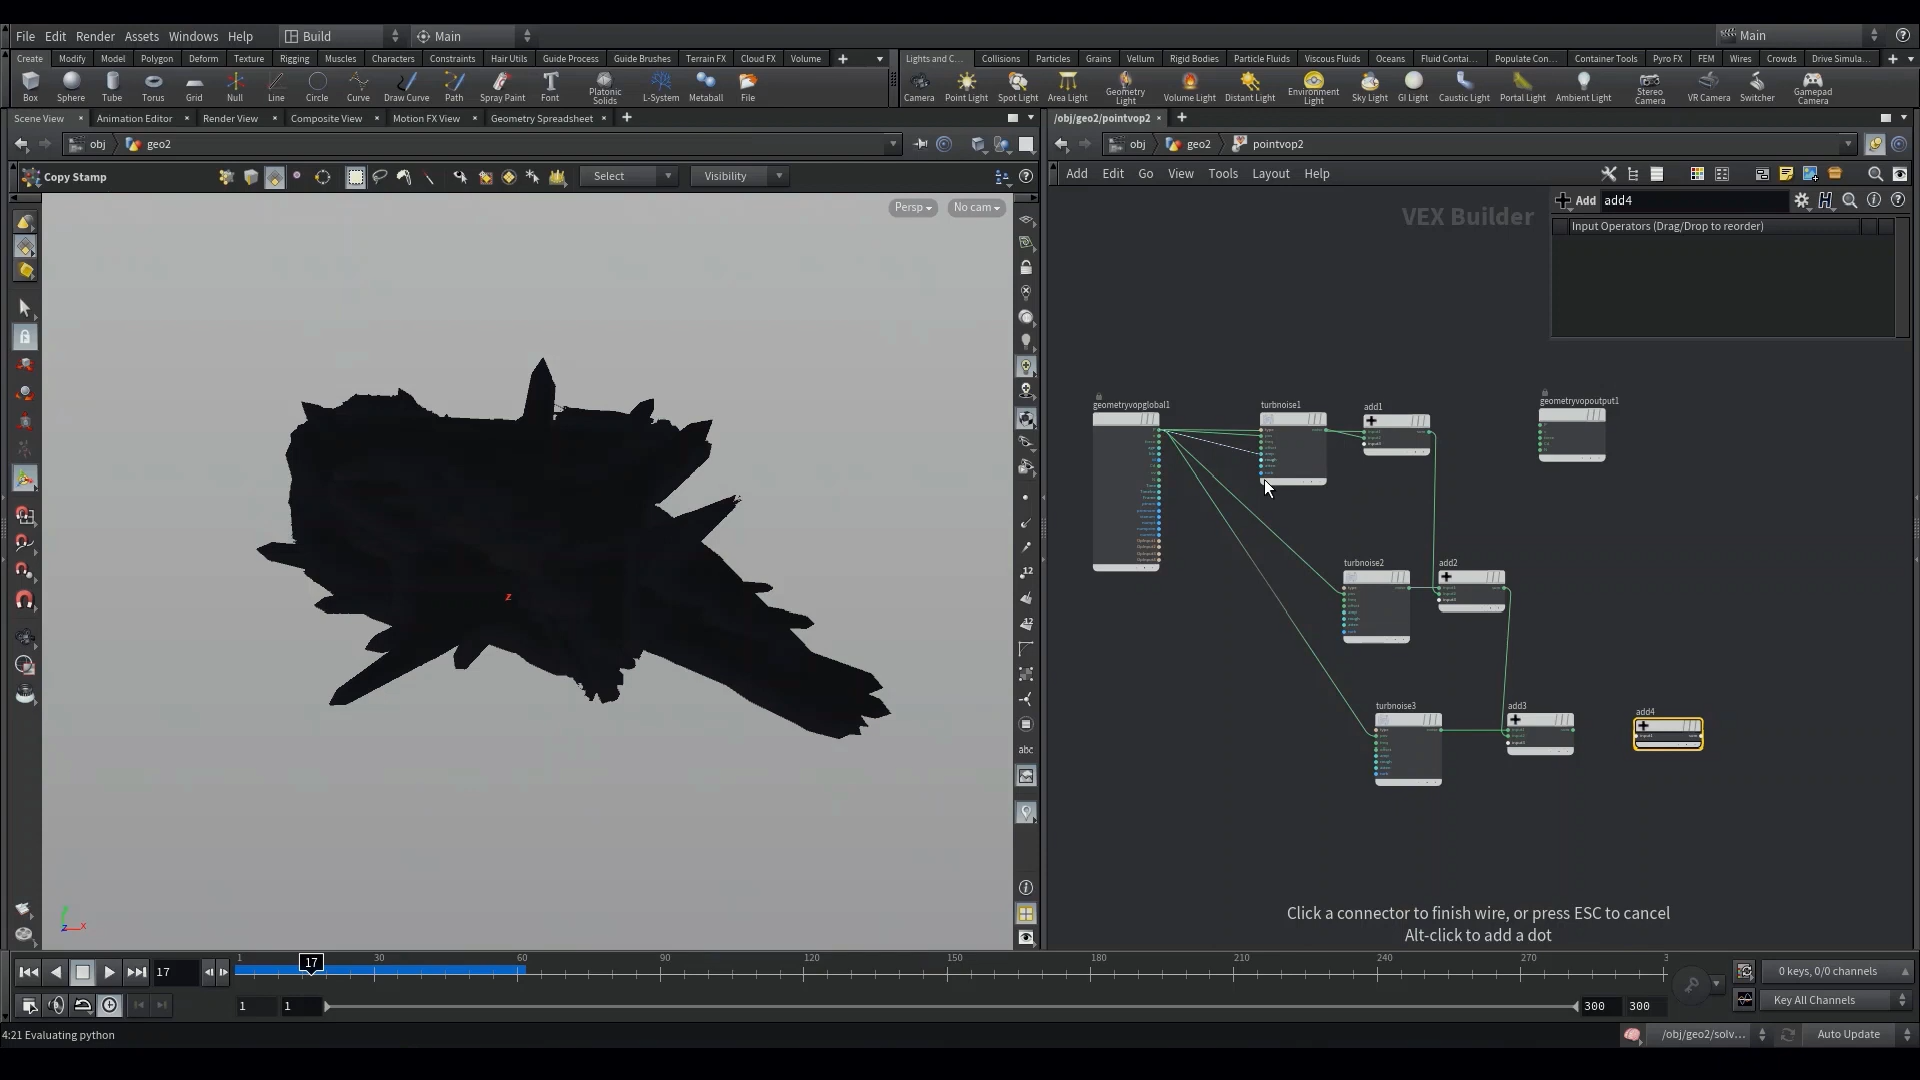 File Edit Render Assets Windows Help Build Main Main
Create Modify Model Polygon Deform Texture Rigging Muscles Characters Constraints Hair Utils Guide Process Guide Brushes Terrain FX Cloud FX Volume
Lights and C... Collisions Particles Grains Vellum Rigid Bodies Particle Fluids Viscous Fluids Oceans Fluid Contai... Populate Con... Container Tools Pyro FX FEM Wires Crowds Drive Simula...
Box Sphere Tube Torus Grid Null Line Circle Curve Draw Curve Path Spray Paint Font Platonic Solids L-System Metaball File
Camera Point Light Spot Light Area Light Geometry Light Volume Light Distant Light Environment Light Sky Light GI Light Caustic Light Portal Light Ambient Light Stereo Camera VR Camera Switcher Gamepad Camera
Scene View Animation Editor Render View Composite View Motion FX View Geometry Spreadsheet
/obj/geo2/pointvop2
obj geo2
obj geo2 pointvop2
Copy Stamp Select Visibility
Add Edit Go View Tools Layout Help
Persp No cam
VEX Builder
Add add4
Input Operators (Drag/Drop to reorder)
geometryvopglobal1
turbnoise1
add1
geometryvopoutput1
turbnoise2
add2
turbnoise3
add3
add4
z
12
12
abc
z x
Click a connector to finish wire, or press ESC to cancel
Alt-click to add a dot
17
1 17 30 60 90 120 150 180 210 240 270 3
0 keys, 0/0 channels
1 1 300 300
Key All Channels
4:21 Evaluating python
/obj/geo2/solv... Auto Update